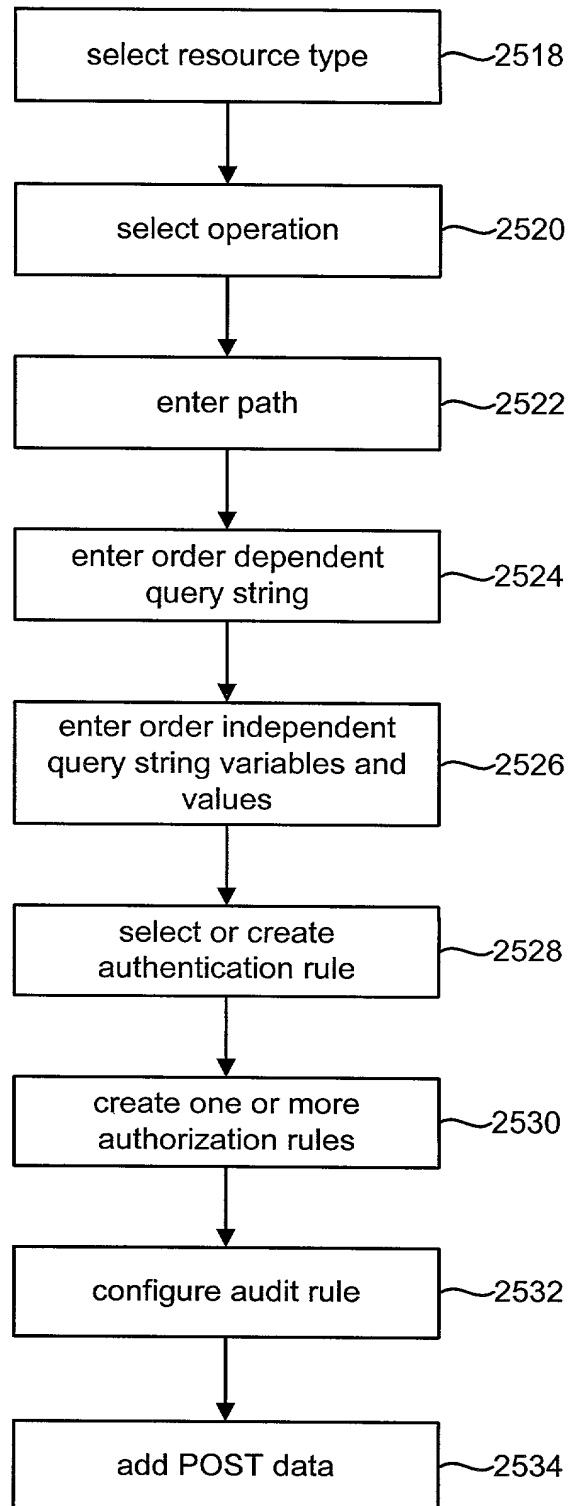 select resource type
2518
select operation
2520
enter path
2522
enter order dependent
query string
2524
enter order independent
query string variables and
values
2526
select or create
authentication rule
2528
create one or more
authorization rules
2530
configure audit rule
2532
add POST data
2534